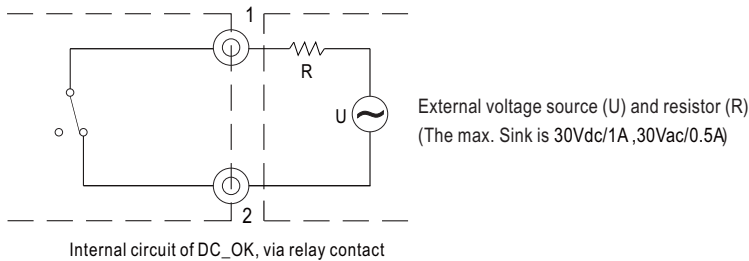 1
R
U
External voltage source (U) and resistor (R)
(The max. Sink is 30Vdc/1A ,30Vac/0.5A)
2
Internal circuit of DC_OK, via relay contact